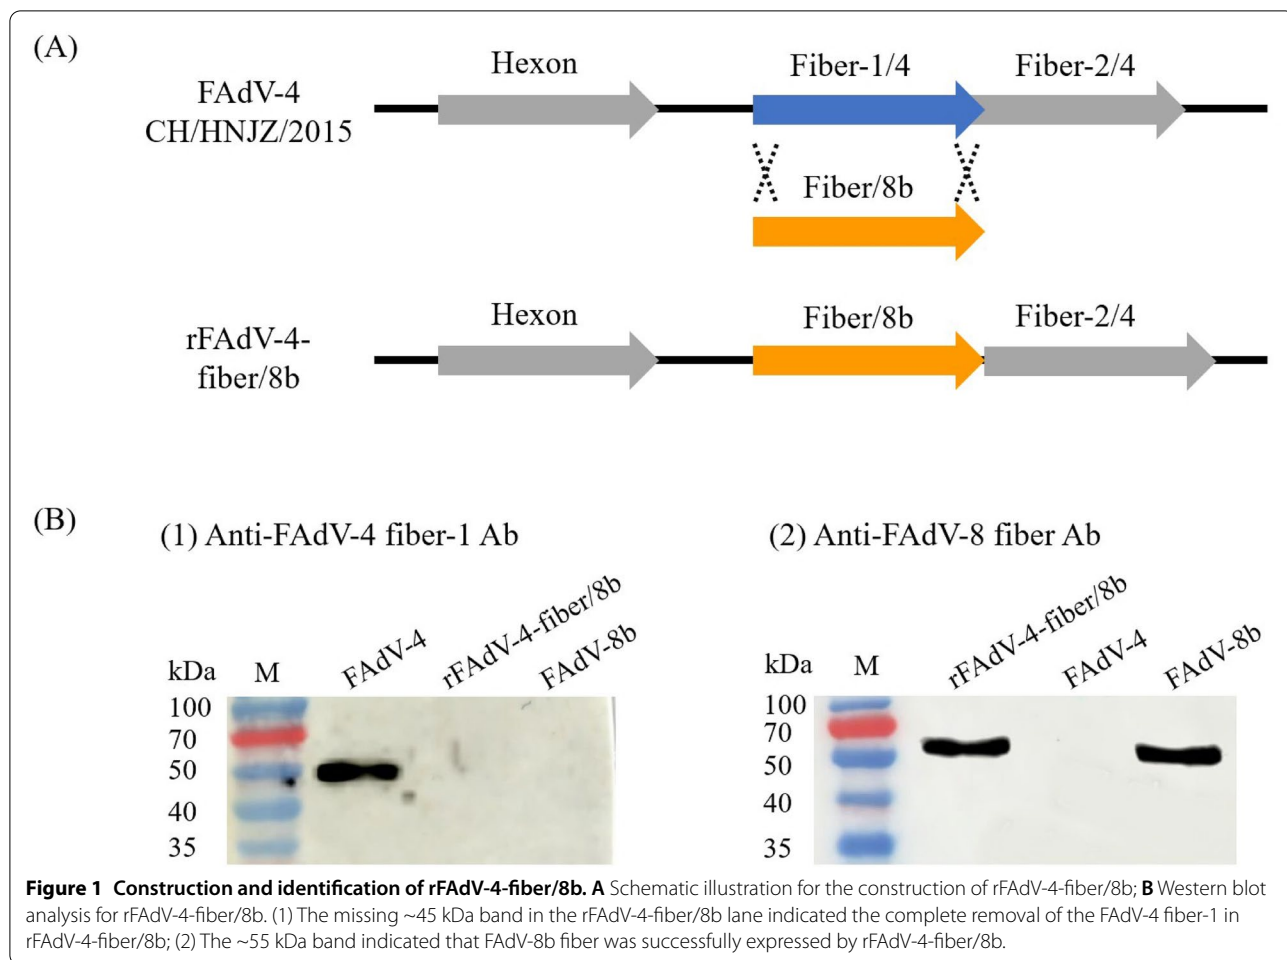 (A)
FAdV-4
CH/HNJZ/2015
Hexon
Fiber-1/4
Fiber-2/4
Fiber/8b
rFAdV-4-
fiber/8b
Hexon
Fiber/8b
Fiber-2/4
(B)
(1) Anti-FAdV-4 fiber-1 Ab
kDa
M
FAdV-4
rFAdV-4-fiber/8b
FAdV-8b
100
70
50
40
35
(2) Anti-FAdV-8 fiber Ab
kDa
M
rFAdV-4-fiber/8b
FAdV-4
FAdV-8b
100
70
50
40
35
Figure 1 Construction and identification of rFAdV-4-fiber/8b. A Schematic illustration for the construction of rFAdV-4-fiber/8b; B Western blot
analysis for rFAdV-4-fiber/8b. (1) The missing ~45 kDa band in the rFAdV-4-fiber/8b lane indicated the complete removal of the FAdV-4 fiber-1 in
rFAdV-4-fiber/8b; (2) The ~55 kDa band indicated that FAdV-8b fiber was successfully expressed by rFAdV-4-fiber/8b.